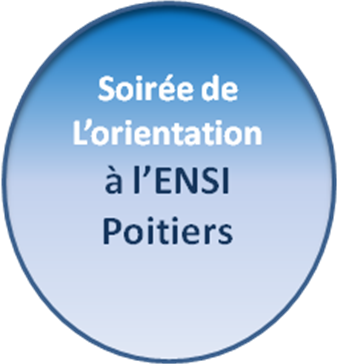 Soirée de
L'orientation
à l'ENSI
Poitiers